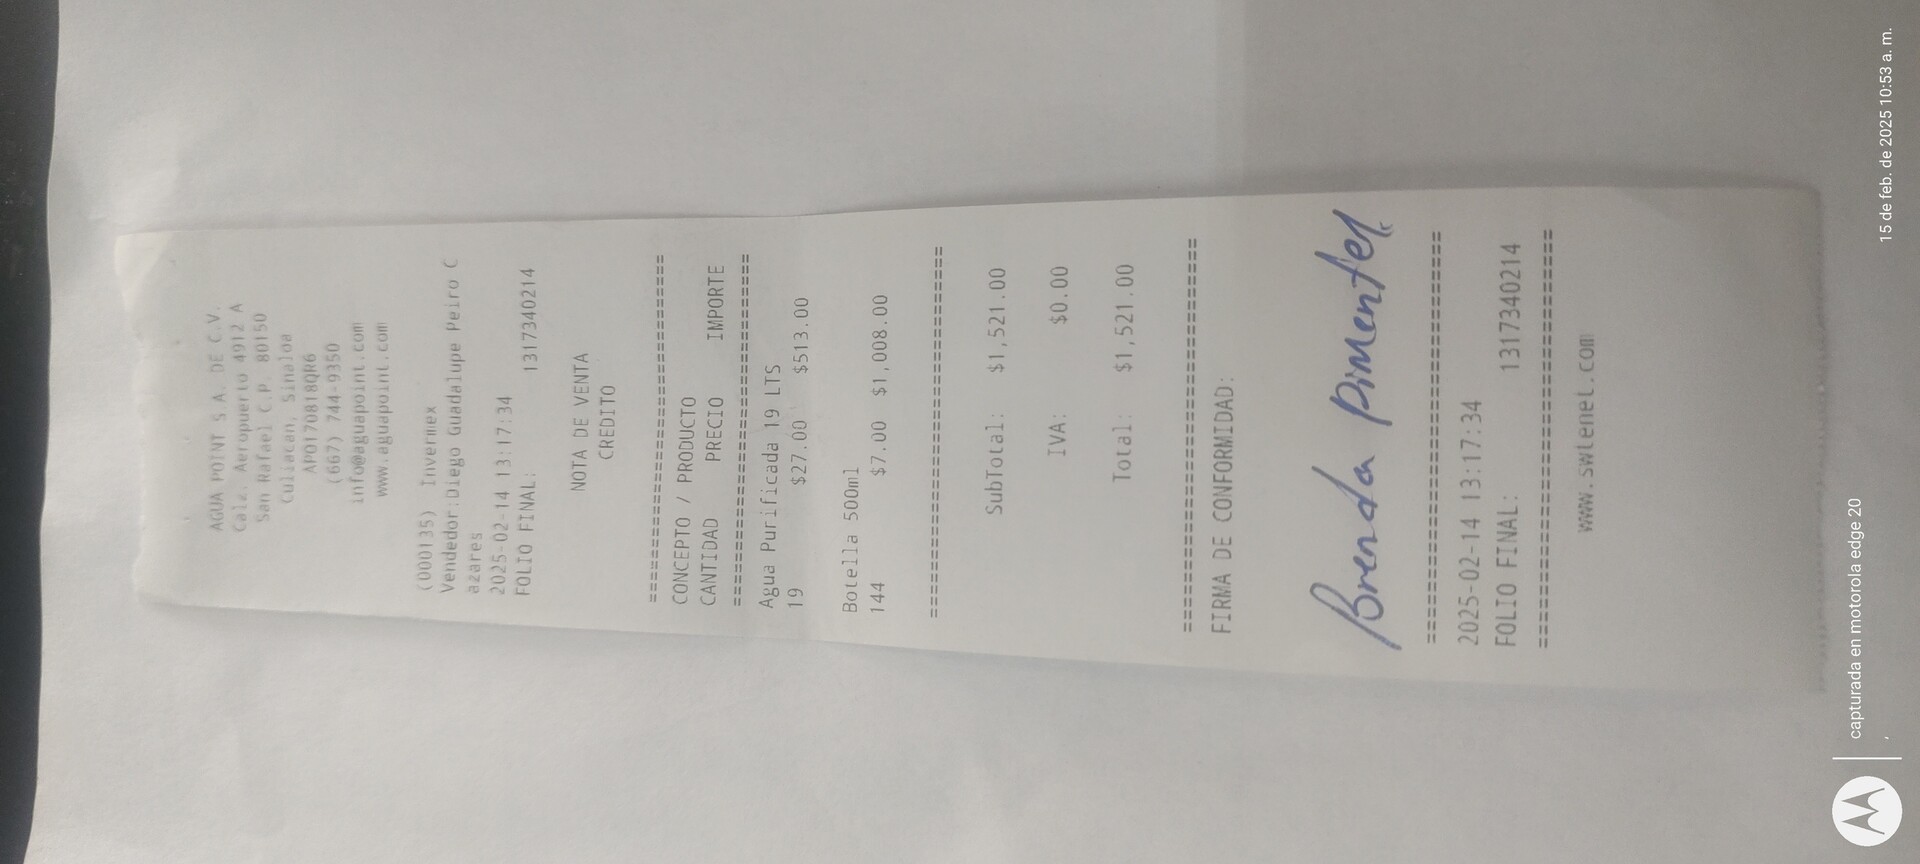 AGUA POINT S.A. DE C.V.
Calz. Aeropuerto 4912 A
San Rafael C.P. 80150
Culiacan, Sinaloa
APO170818QR6
(667) 744-9350
info@aguapoint.com
www.aguapoint.com
(000135) Invermex
Vendedor:Diego Guadalupe Peiro C
azares
2025-02-14 13:17:34
FOLIO FINAL: 1317340214
NOTA DE VENTA
CREDITO
================================
CONCEPTO / PRODUCTO
CANTIDAD PRECIO IMPORTE
================================
Agua Purificada 19 LTS
19 $27.00 $513.00
Botella 500ml
144 $7.00 $1,008.00
================================
SubTotal: $1,521.00
IVA: $0.00
Total: $1,521.00
================================
FIRMA DE CONFORMIDAD:
Brenda Pimentel
================================
2025-02-14 13:17:34
FOLIO FINAL: 1317340214
================================
www.swtenet.com
capturada en motorola edge 20
15 de feb. de 2025 10:53 a. m.